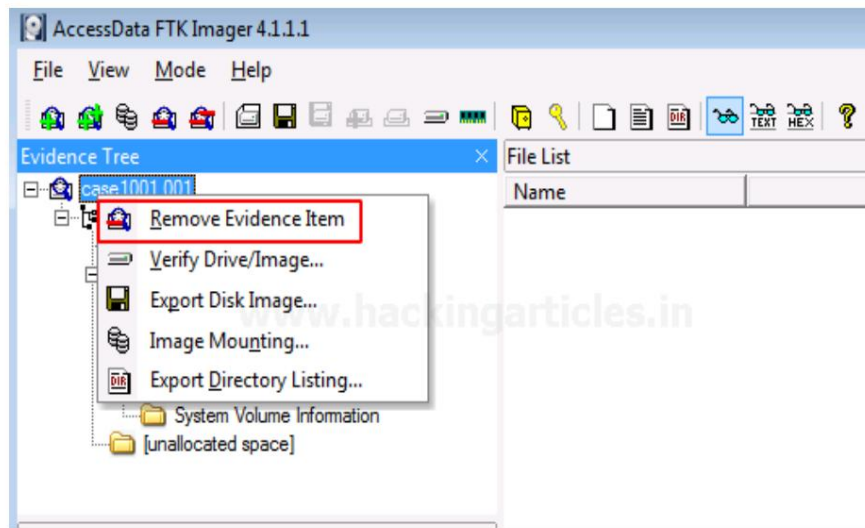 AccessData FTK Imager 4.1.1.1
File View Mode Help
TEXT HEX
Evidence Tree
File List
case1001.001
Name
Remove Evidence Item
Verify Drive/Image...
Export Disk Image...
www.hackingarticles.in
Image Mounting...
DIR Export Directory Listing...
System Volume Information
[unallocated space]